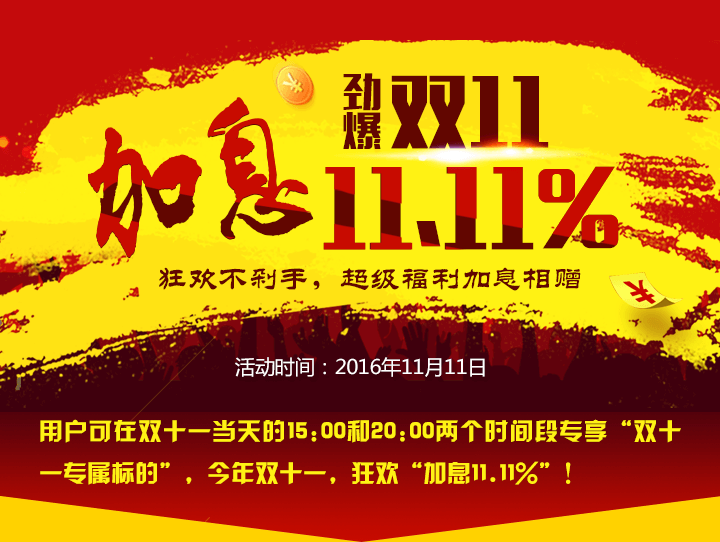 劲爆双11
加息11.11%
狂欢不剁手，超级福利加息相赠
活动时间：2016年11月11日
用户可在双十一当天的15:00和20:00两个时间段专享“双十
一专属标的”，今年双十一，狂欢“加息11.11%”！